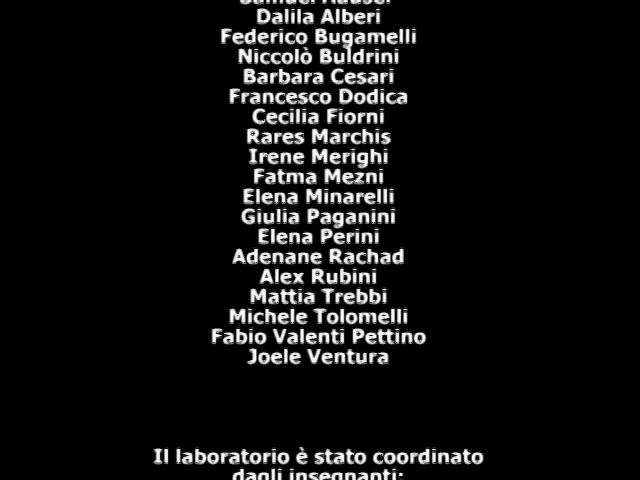 Dalila Alberi
Federico Bugamelli
Niccolò Buldrini
Barbara Cesari
Francesco Dodica
Cecilia Fiorni
Rares Marchis
Irene Merighi
Fatma Mezni
Elena Minarelli
Giulia Paganini
Elena Perini
Adenane Rachad
Alex Rubini
Mattia Trebbi
Michele Tolomelli
Fabio Valenti Pettino
Joele Ventura
Il laboratorio è stato coordinato
dagli insegnanti: